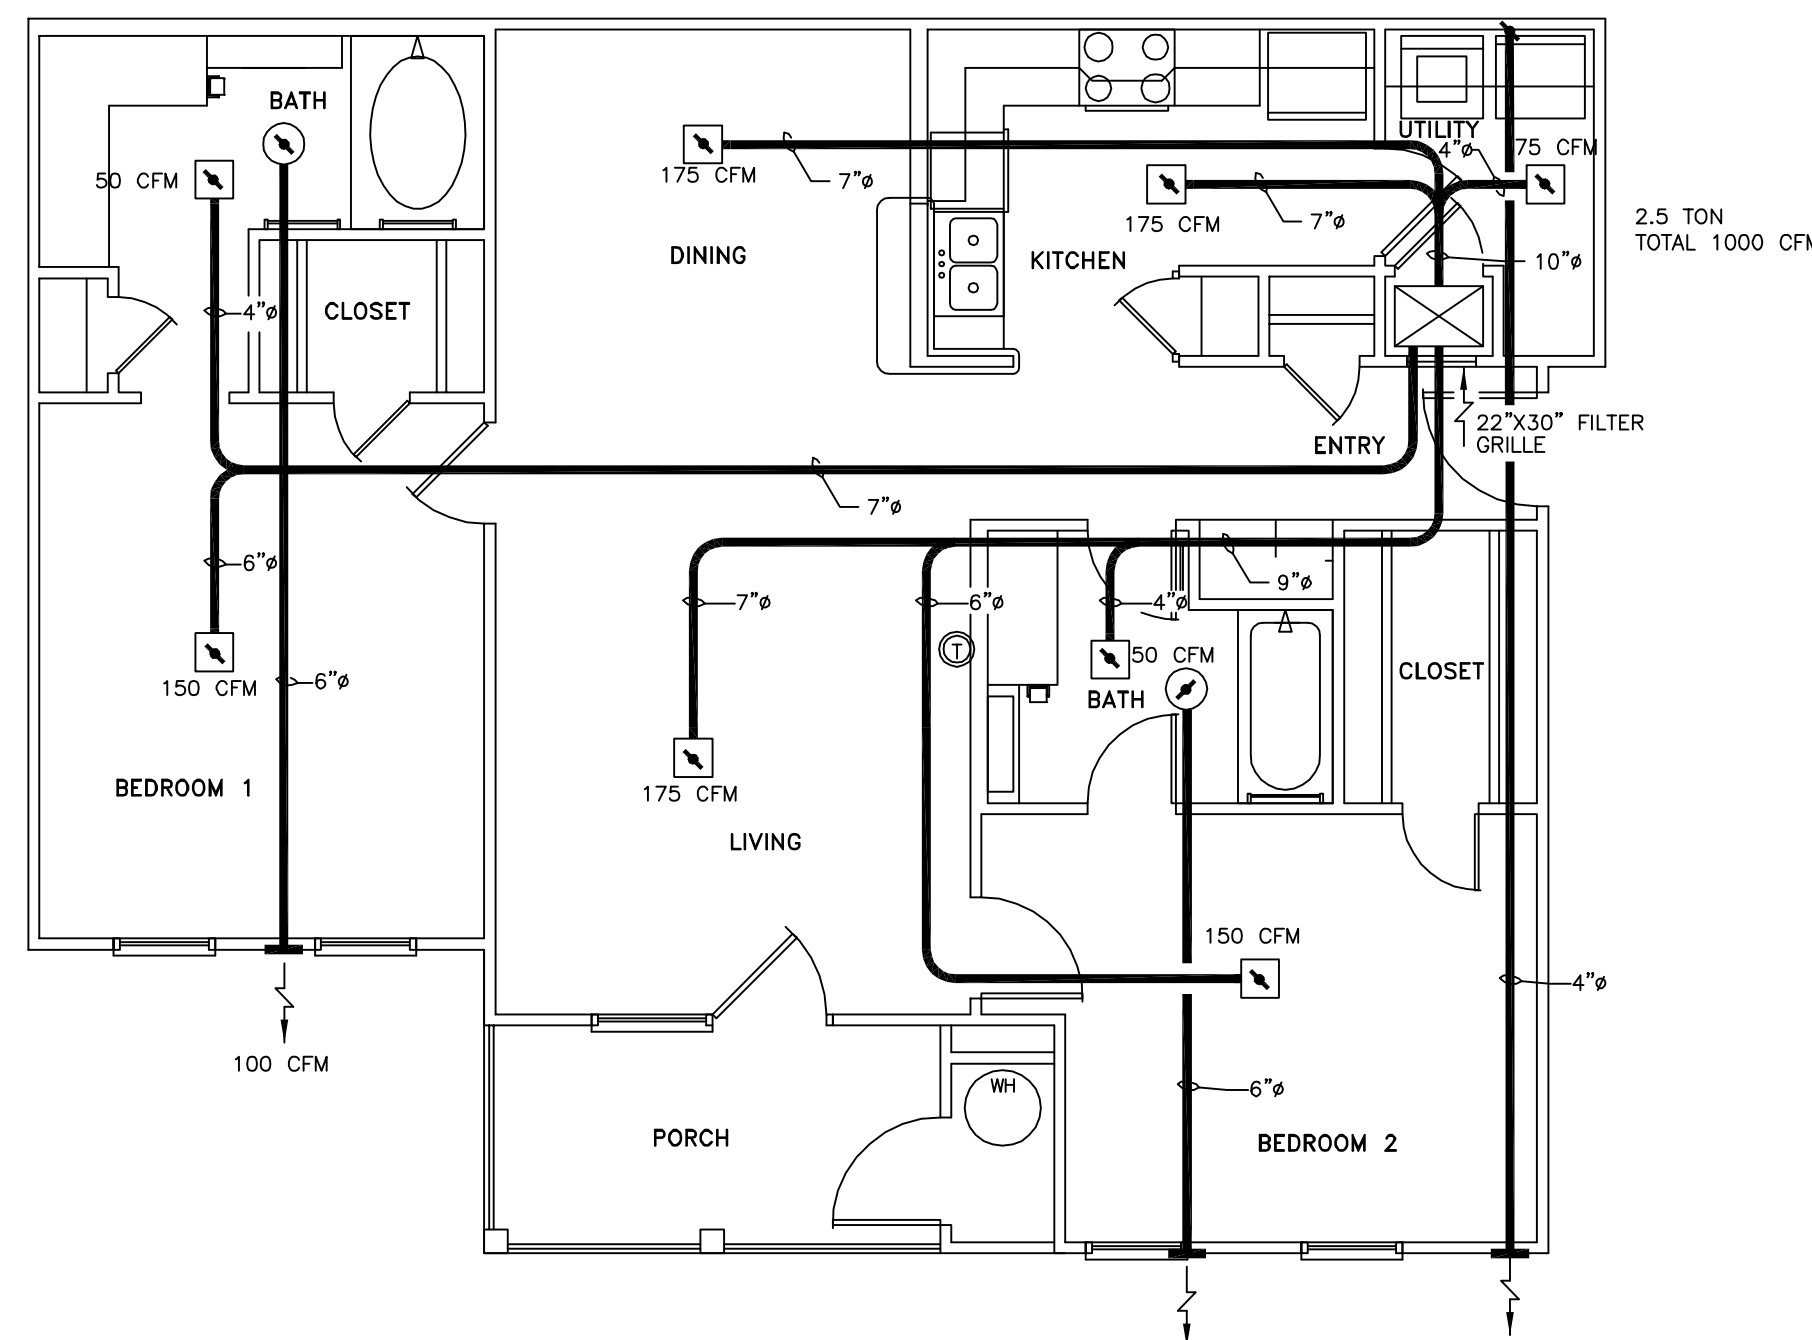 BATH
UTILITY
4"ø
75 CFM
50 CFM
175 CFM
7"ø
175 CFM
7"ø
2.5 TON
TOTAL 1000 CFM
DINING
KITCHEN
10"ø
4"ø
CLOSET
22"X30" FILTER
GRILLE
ENTRY
7"ø
6"ø
9"ø
7"ø
6"ø
4"ø
T
50 CFM
150 CFM
6"ø
CLOSET
BATH
BEDROOM 1
175 CFM
LIVING
150 CFM
4"ø
100 CFM
WH
6"ø
PORCH
BEDROOM 2